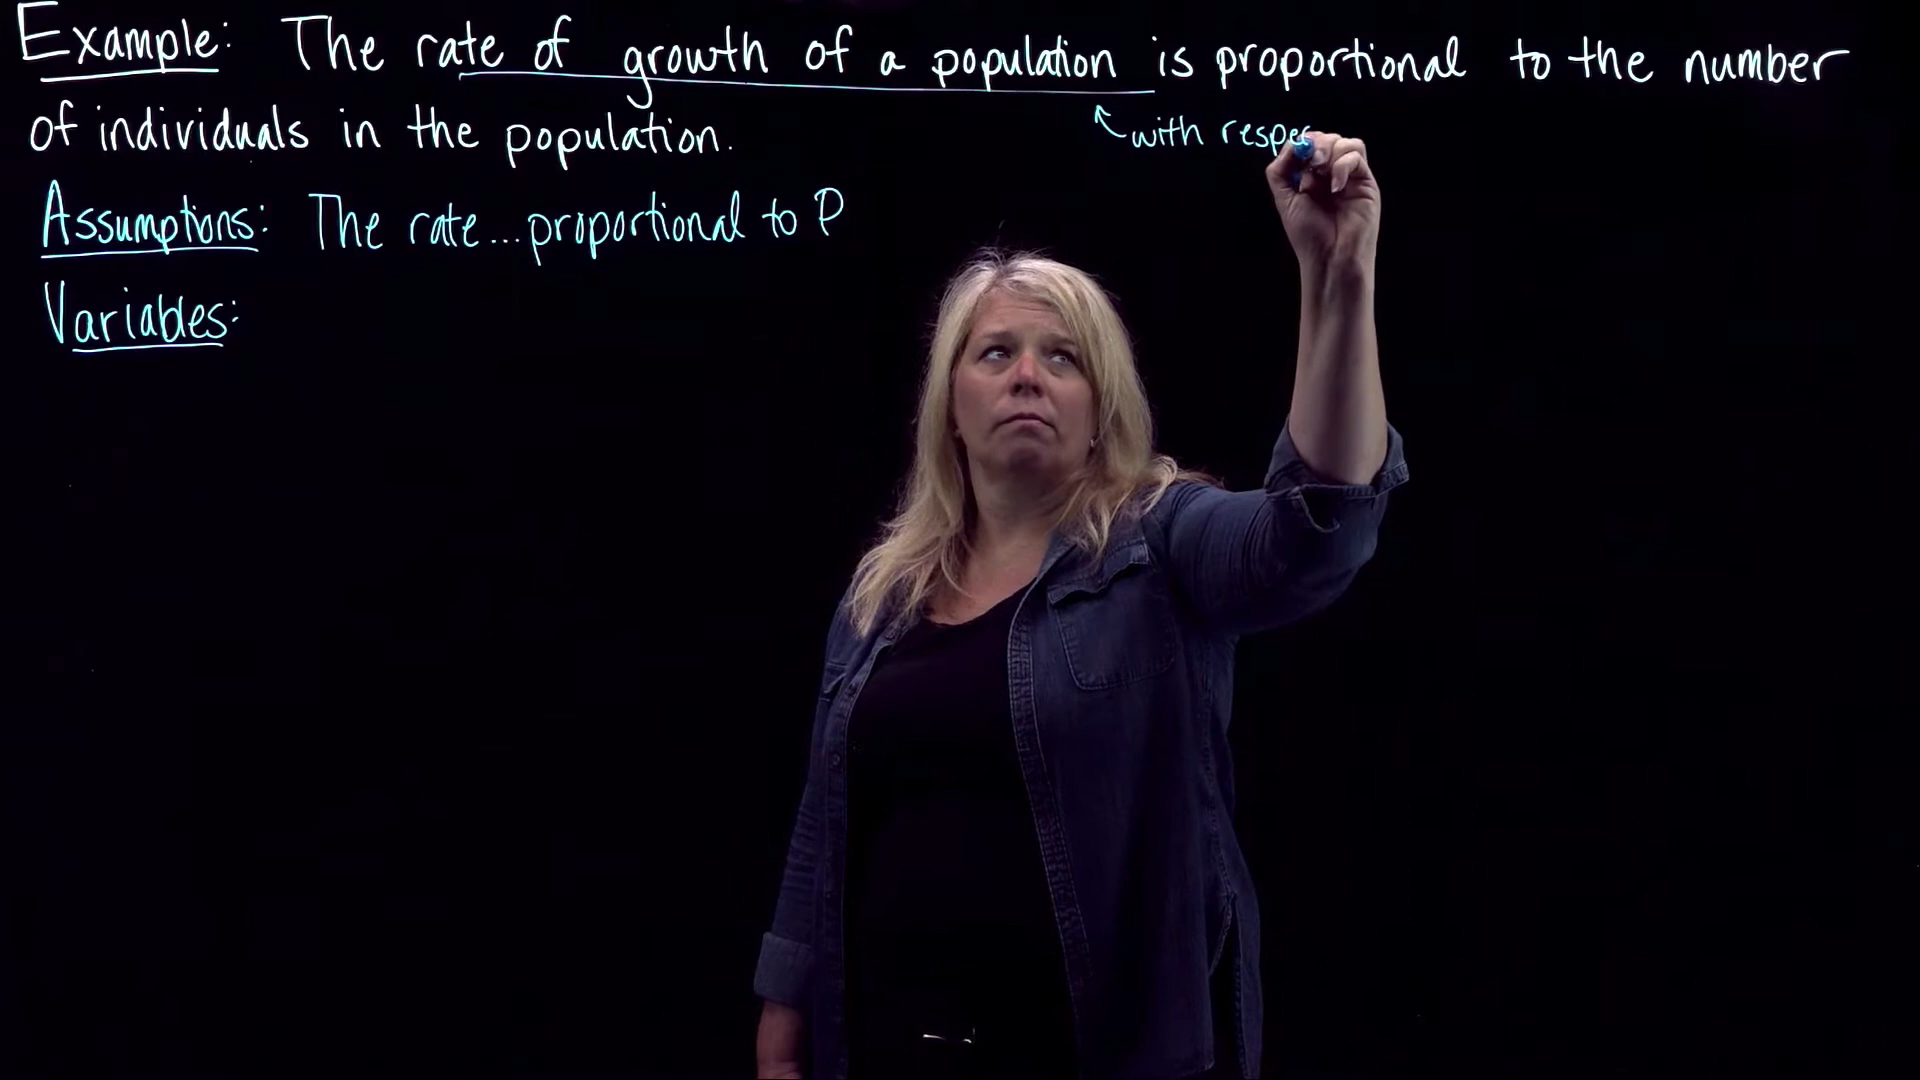 Example: The rate of growth of a population is proportional to the number
of individuals in the population.
with respec
Assumptions: The rate... proportional to P
Variables: